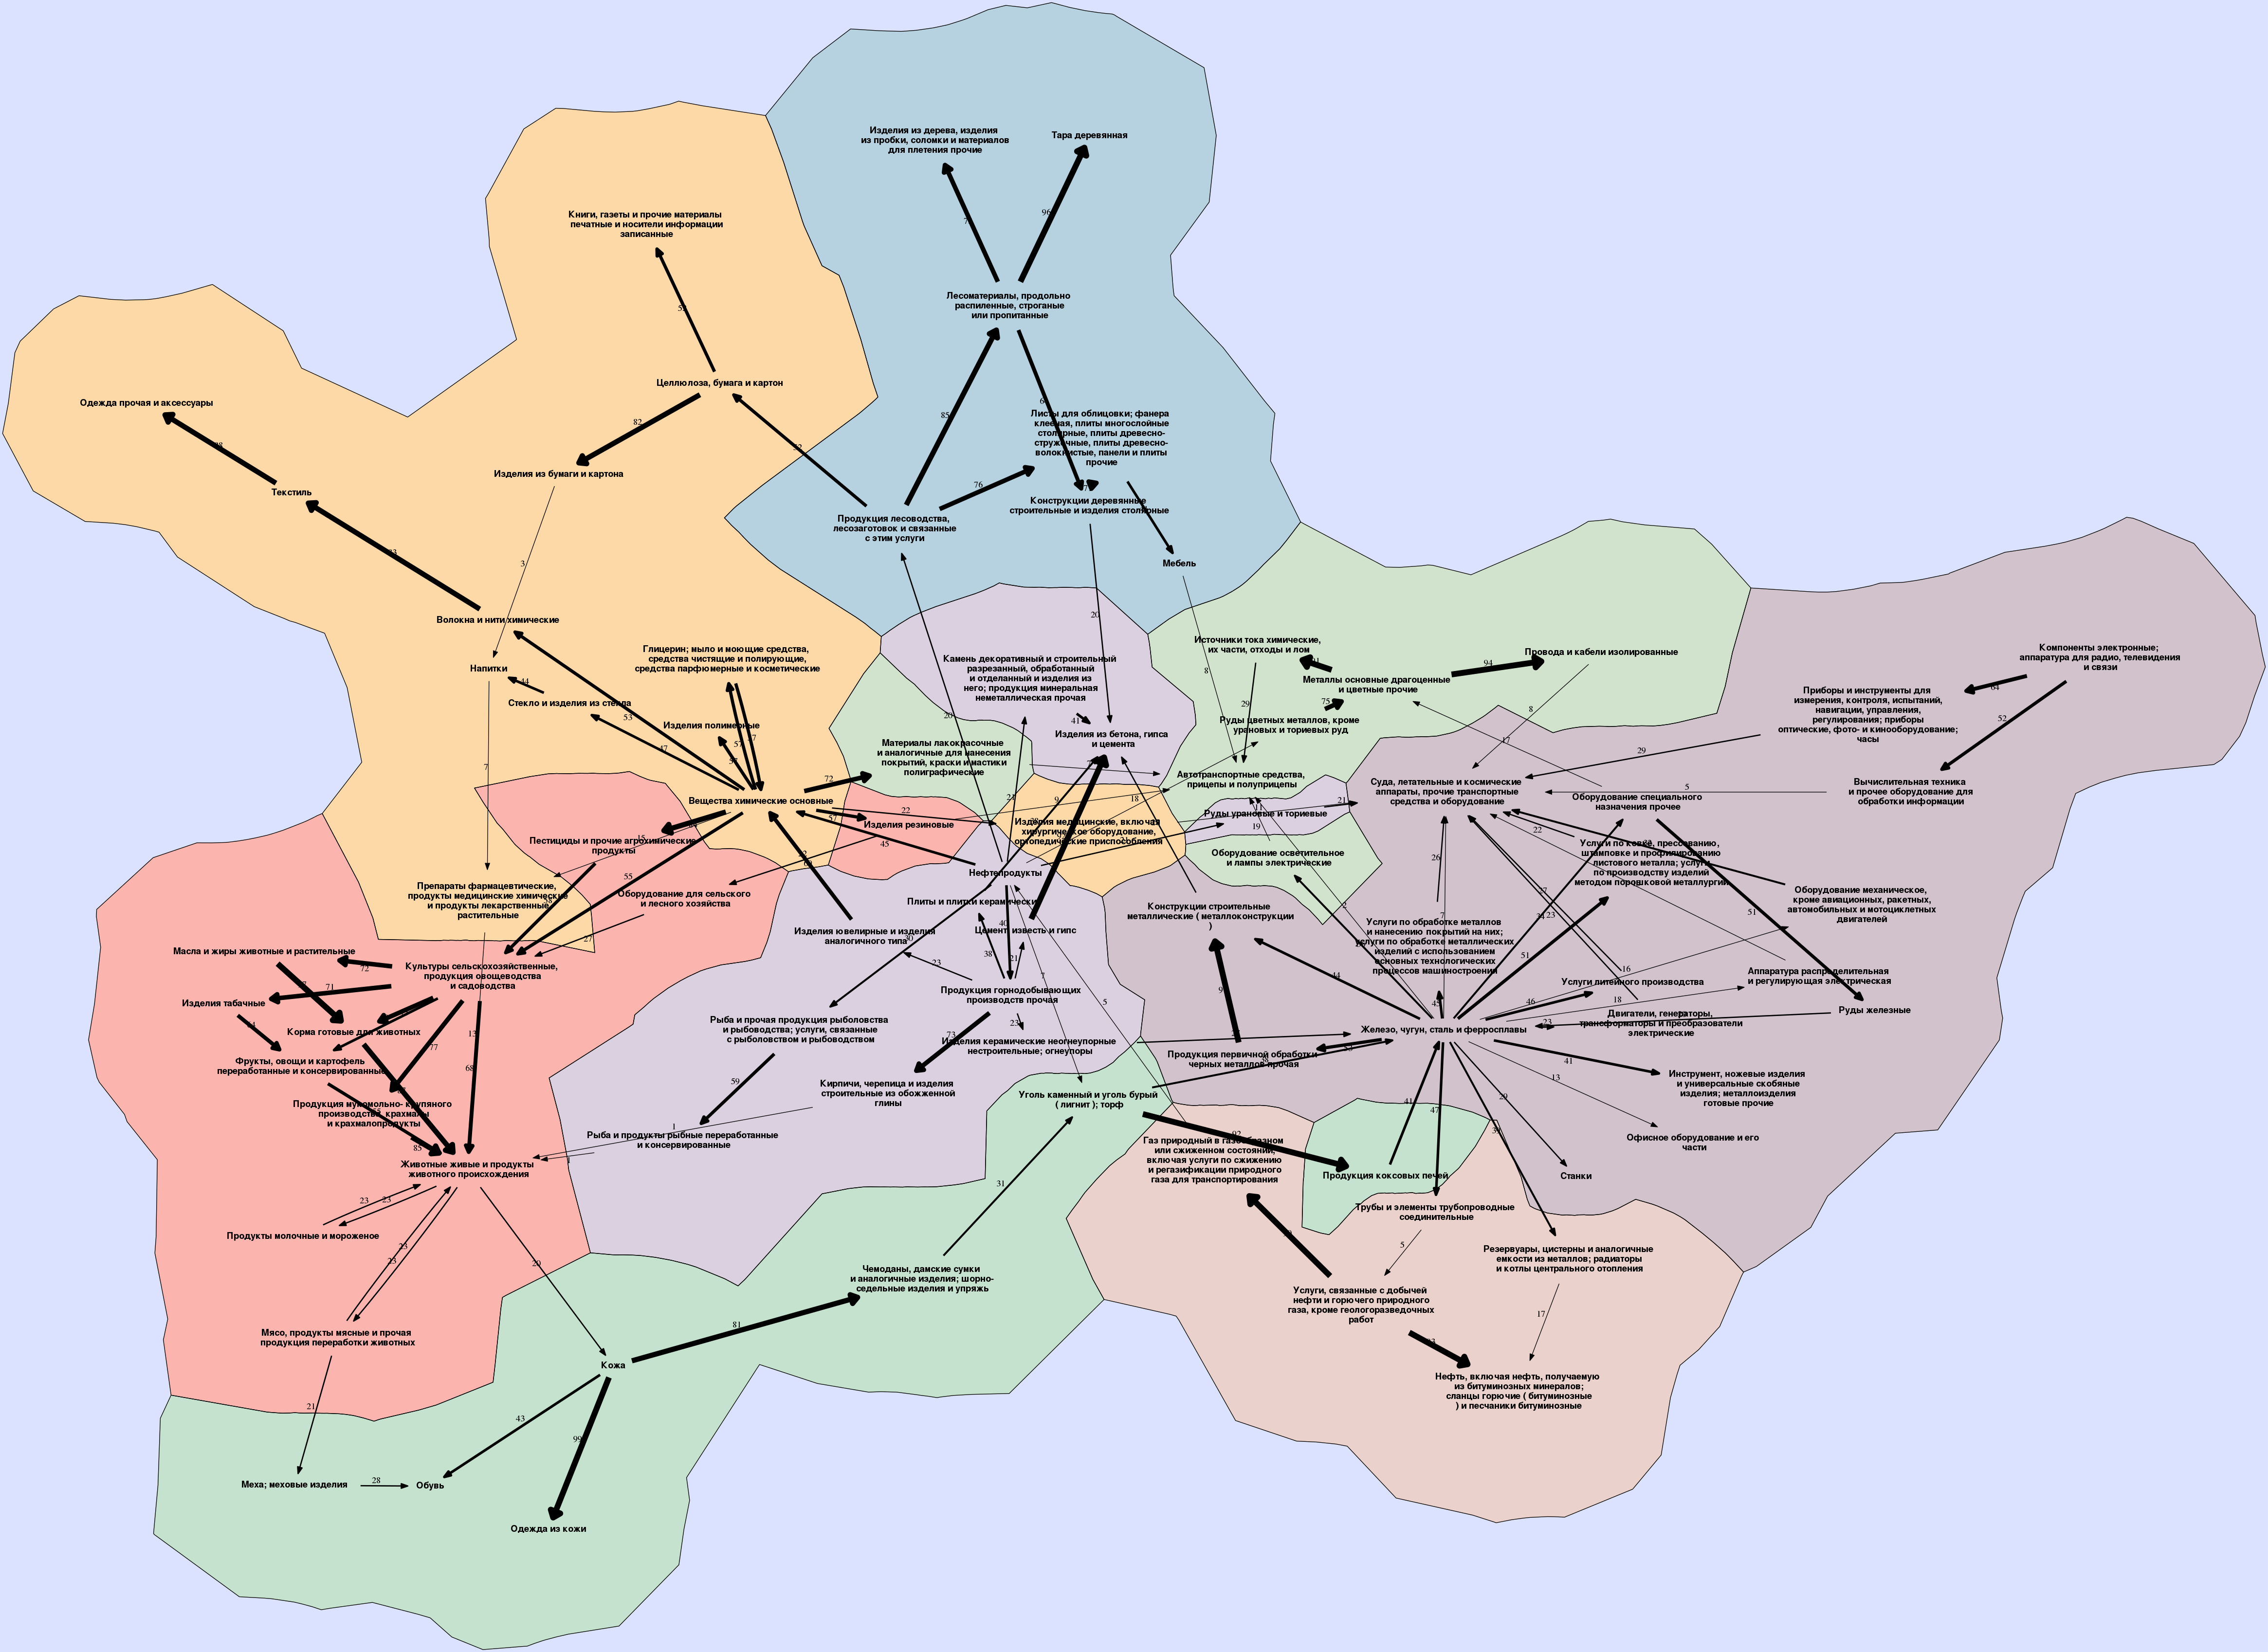 Изделия из дерева, изделия
из пробки, соломки и материалов
для плетения прочие
Тара деревянная
96
Книги, газеты и прочие материалы
печатные и носители информации
записанные
Лесоматериалы, продольно
распиленные, строганые
или пропитанные
Целлюлоза, бумага и картон
Одежда прочая и аксессуары
82
85
Листы для облицовки; фанера
клееная, плиты многослойные
столярные, плиты древесно-
стружечные, плиты древесно-
волокнистые, панели и плиты
прочие
Изделия из бумаги и картона
Текстиль
76
Конструкции деревянные
строительные и изделия столярные
Продукция лесоводства,
лесозаготовок и связанные
с этим услуги
3
Мебель
Волокна и нити химические
20
Напитки
44
Глицерин; мыло и моющие средства,
средства чистящие и полирующие,
средства парфюмерные и косметические
Стекло и изделия из стекла
53
47
Изделия полимерные
57
Камень декоративный и строительный
разрезанный, обработанный
и отделанный и изделия из
него; продукция минеральная
неметаллическая прочая
41
Изделия из бетона, гипса
и цемента
8
Источники тока химические,
их части, отходы и лом
Металлы основные драгоценные
и цветные прочие
94
Провода и кабели изолированные
75
29
Руды цветных металлов, кроме
урановых и ториевых руд
8
17
Компоненты электронные;
аппаратура для радио, телевидения
и связи
64
52
Приборы и инструменты для
измерения, контроля, испытаний,
навигации, управления,
регулирования; приборы
оптические, фото- и кинооборудование;
часы
29
Вычислительная техника
и прочее оборудование для
обработки информации
5
20
Материалы лакокрасочные
и аналогичные для нанесения
покрытий, краски и мастики
полиграфические
72
7
Вещества химические основные
22
57
Изделия резиновые
45
9
18
Автотранспортные средства,
прицепы и полуприцепы
Руды урановые и ториевые
21
11
19
Суда, летательные и космические
аппараты, прочие транспортные
средства и оборудование
Оборудование специального
назначения прочее
22
Изделия медицинские, включая
хирургическое оборудование,
ортопедические приспособления
Пестициды и прочие агрохимические
продукты
15
55
Оборудование осветительное
и лампы электрические
26
Услуги по ковке, прессованию,
штамповке и профилированию
листового металла; услуги
по производству изделий
методом порошковой металлургии
Нефтепродукты
Препараты фармацевтические,
продукты медицинские химические
и продукты лекарственные
растительные
Оборудование для сельского
и лесного хозяйства
27
Оборудование механическое,
кроме авиационных, ракетных,
автомобильных и мотоциклетных
двигателей
51
Плиты и плитки керамические
Конструкции строительные
металлические ( металлоконструкции
)
2
23
Изделия ювелирные и изделия
аналогичного типа
40
Цемент, известь и гипс
Услуги по обработке металлов
и нанесению покрытий на них;
услуги по обработке металлических
изделий с использованием
основных технологических
процессов машиностроения
Масла и жиры животные и растительные
72
Культуры сельскохозяйственные,
продукция овощеводства
и садоводства
38
21
23
51
16
Аппаратура распределительная
и регулирующая электрическая
Услуги литейного производства
71
Изделия табачные
Продукция горнодобывающих
производств прочая
7
5
44
46
18
Руды железные
Корма готовые для животных
13
Рыба и прочая продукция рыболовства
и рыбоводства; услуги, связанные
с рыболовством и рыбоводством
23
73
Железо, чугун, сталь и ферросплавы
23
Двигатели, генераторы,
трансформаторы и преобразователи
электрические
77
Изделия керамические неогнеупорные
нестроительные; огнеупоры
Продукция первичной обработки
черных металлов прочая
Фрукты, овощи и картофель
переработанные и консервированные
68
59
Кирпичи, черепица и изделия
строительные из обожженной
глины
Уголь каменный и уголь бурый
( лигнит ); торф
41
47
29
13
41
Инструмент, ножевые изделия
и универсальные скобяные
изделия; металлоизделия
готовые прочие
Продукция мукомольно- крупяного
производства, крахмалы
и крахмалопродукты
85
Рыба и продукты рыбные переработанные
и консервированные
1
1
92
Газ природный в газообразном
или сжиженном состоянии,
включая услуги по сжижению
и регазификации природного
газа для транспортирования
Офисное оборудование и его
части
Животные живые и продукты
животного происхождения
Продукция коксовых печей
Станки
31
23
23
Трубы и элементы трубопроводные
соединительные
Продукты молочные и мороженое
23
23
20
5
Резервуары, цистерны и аналогичные
емкости из металлов; радиаторы
и котлы центрального отопления
Чемоданы, дамские сумки
и аналогичные изделия; шорно-
седельные изделия и упряжь
Услуги, связанные с добычей
нефти и горючего природного
газа, кроме геологоразведочных
работ
17
81
Мясо, продукты мясные и прочая
продукция переработки животных
Кожа
Нефть, включая нефть, получаемую
из битуминозных минералов;
сланцы горючие ( битуминозные
) и песчаники битуминозные
21
43
99
Меха; меховые изделия
28
Обувь
Одежда из кожи